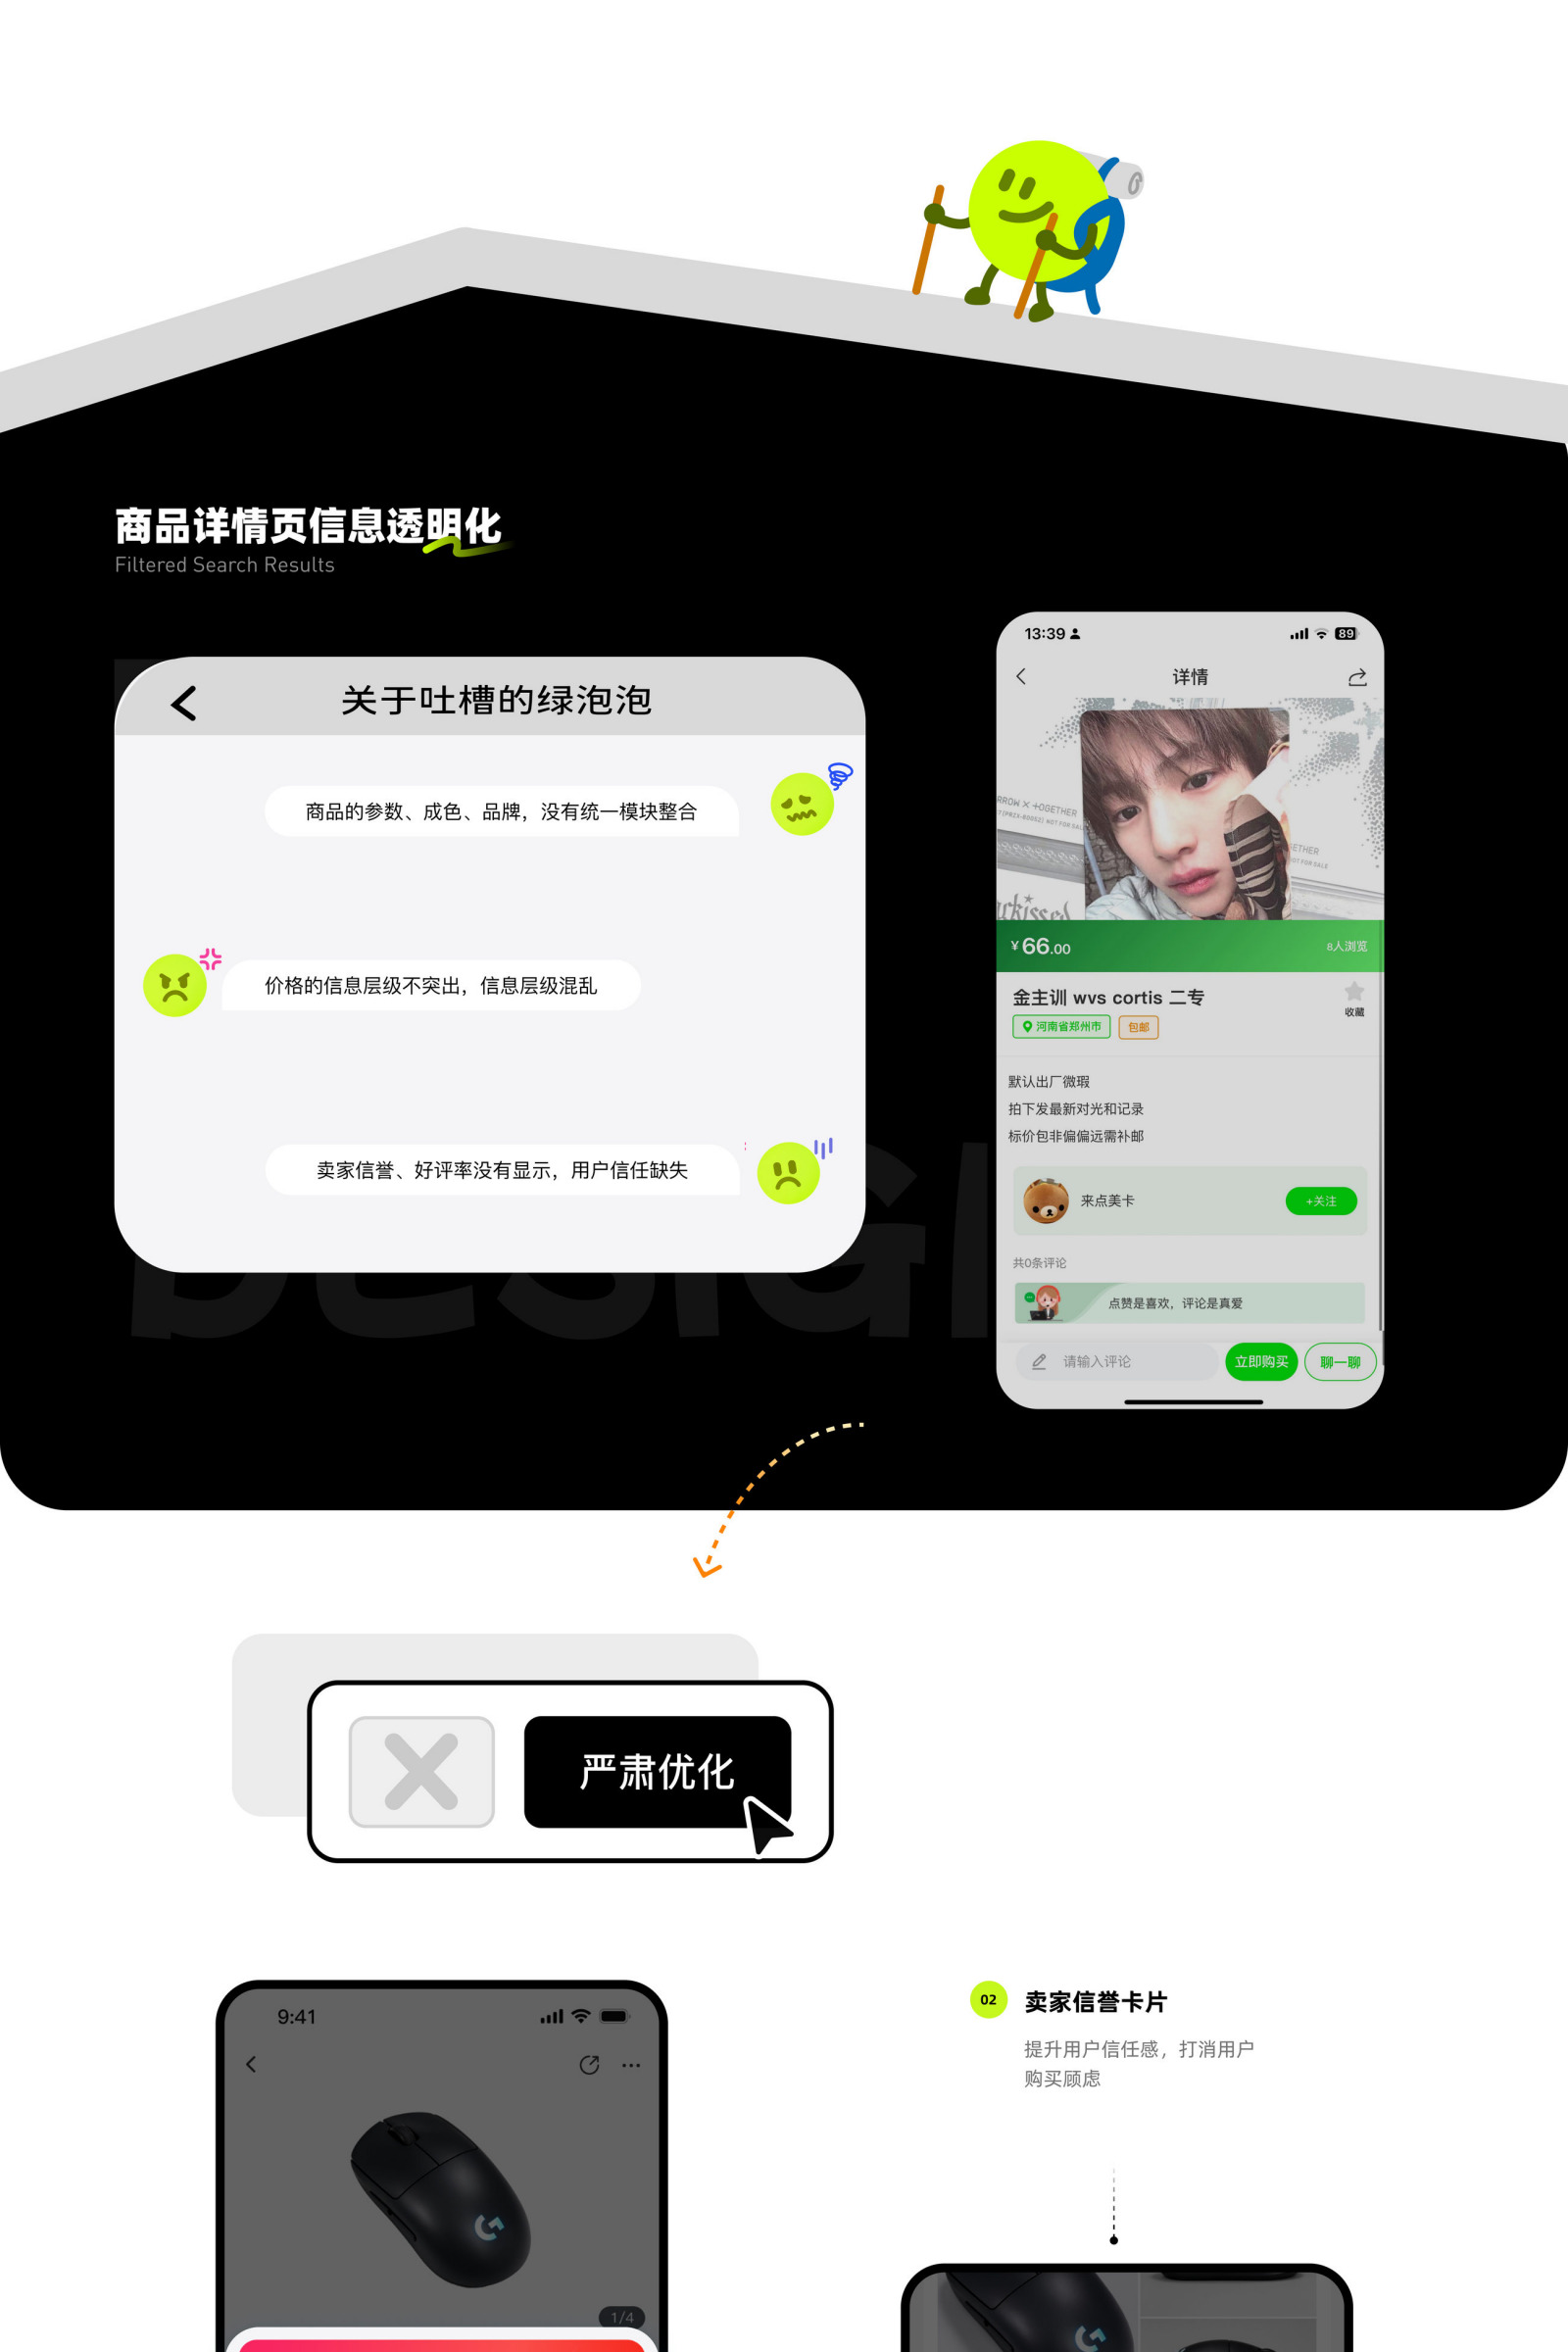 商品详情页信息透明化
Filtered Search Results
关于吐槽的绿泡泡
商品的参数、成色、品牌，没有统一模块整合
价格的信息层级不突出，信息层级混乱
卖家信誉、好评率没有显示，用户信任缺失
13:39
89
详情
¥66.00
8人浏览
金主训 wvs cortis 二专
收藏
河南省郑州市
包邮
默认出厂微瑕
拍下发最新对光和记录
标价包非偏偏远需补邮
来点美卡
+关注
共0条评论
点赞是喜欢，评论是真爱
请输入评论
立即购买
聊一聊
严肃优化
9:41
1/4
02
卖家信誉卡片
提升用户信任感，打消用户
购买顾虑